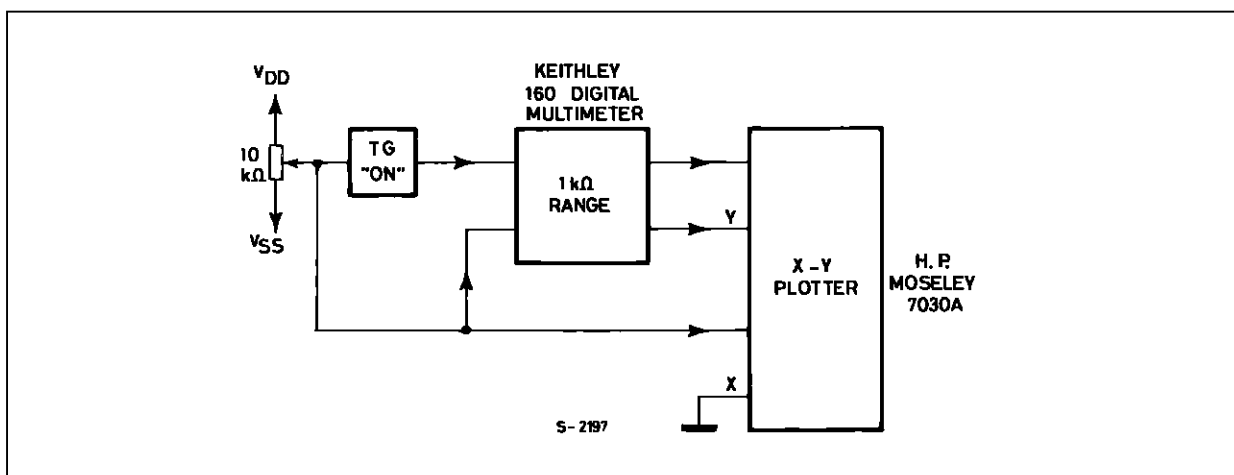 VDD
10
kΩ
VSS
TG
"ON"
KEITHLEY
160 DIGITAL
MULTIMETER
1 kΩ
RANGE
Y
X
X-Y
PLOTTER
H.P.
MOSELEY
7030A
S-2197